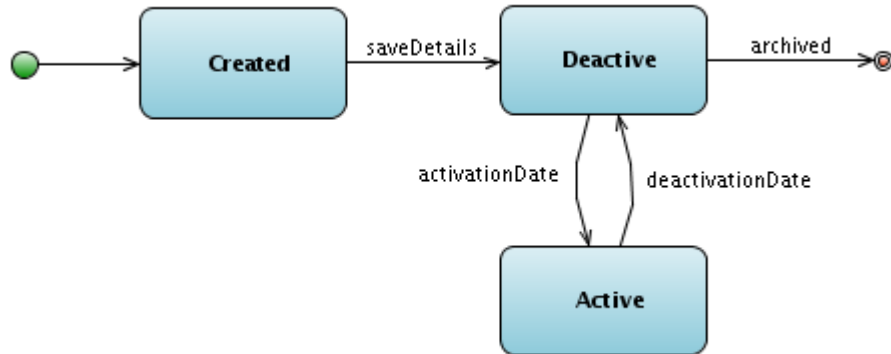 saveDetails
archived
Created
Deactive
activationDate
deactivationDate
Active